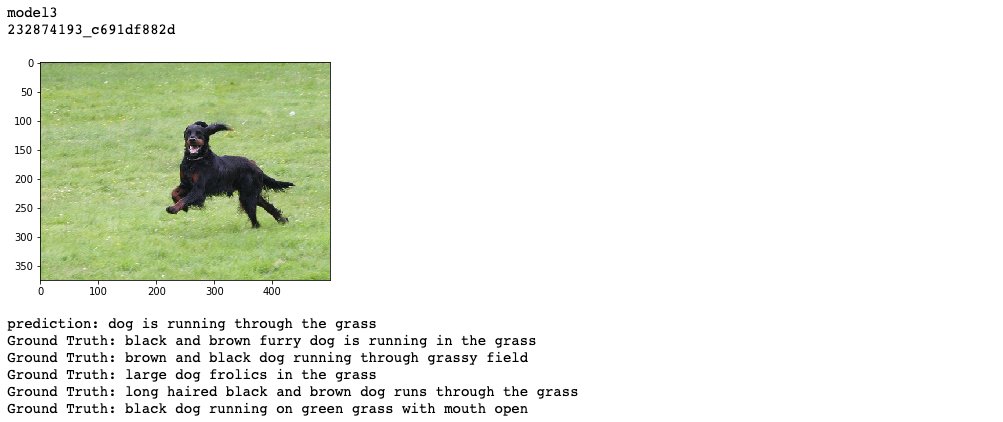 model3
232874193_c691df882d
0
50
100
150
200
250
300
350
0 100 200 300 400
prediction: dog is running through the grass
Ground Truth: black and brown furry dog is running in the grass
Ground Truth: brown and black dog running through grassy field
Ground Truth: large dog frolics in the grass
Ground Truth: long haired black and brown dog runs through the grass
Ground Truth: black dog running on green grass with mouth open